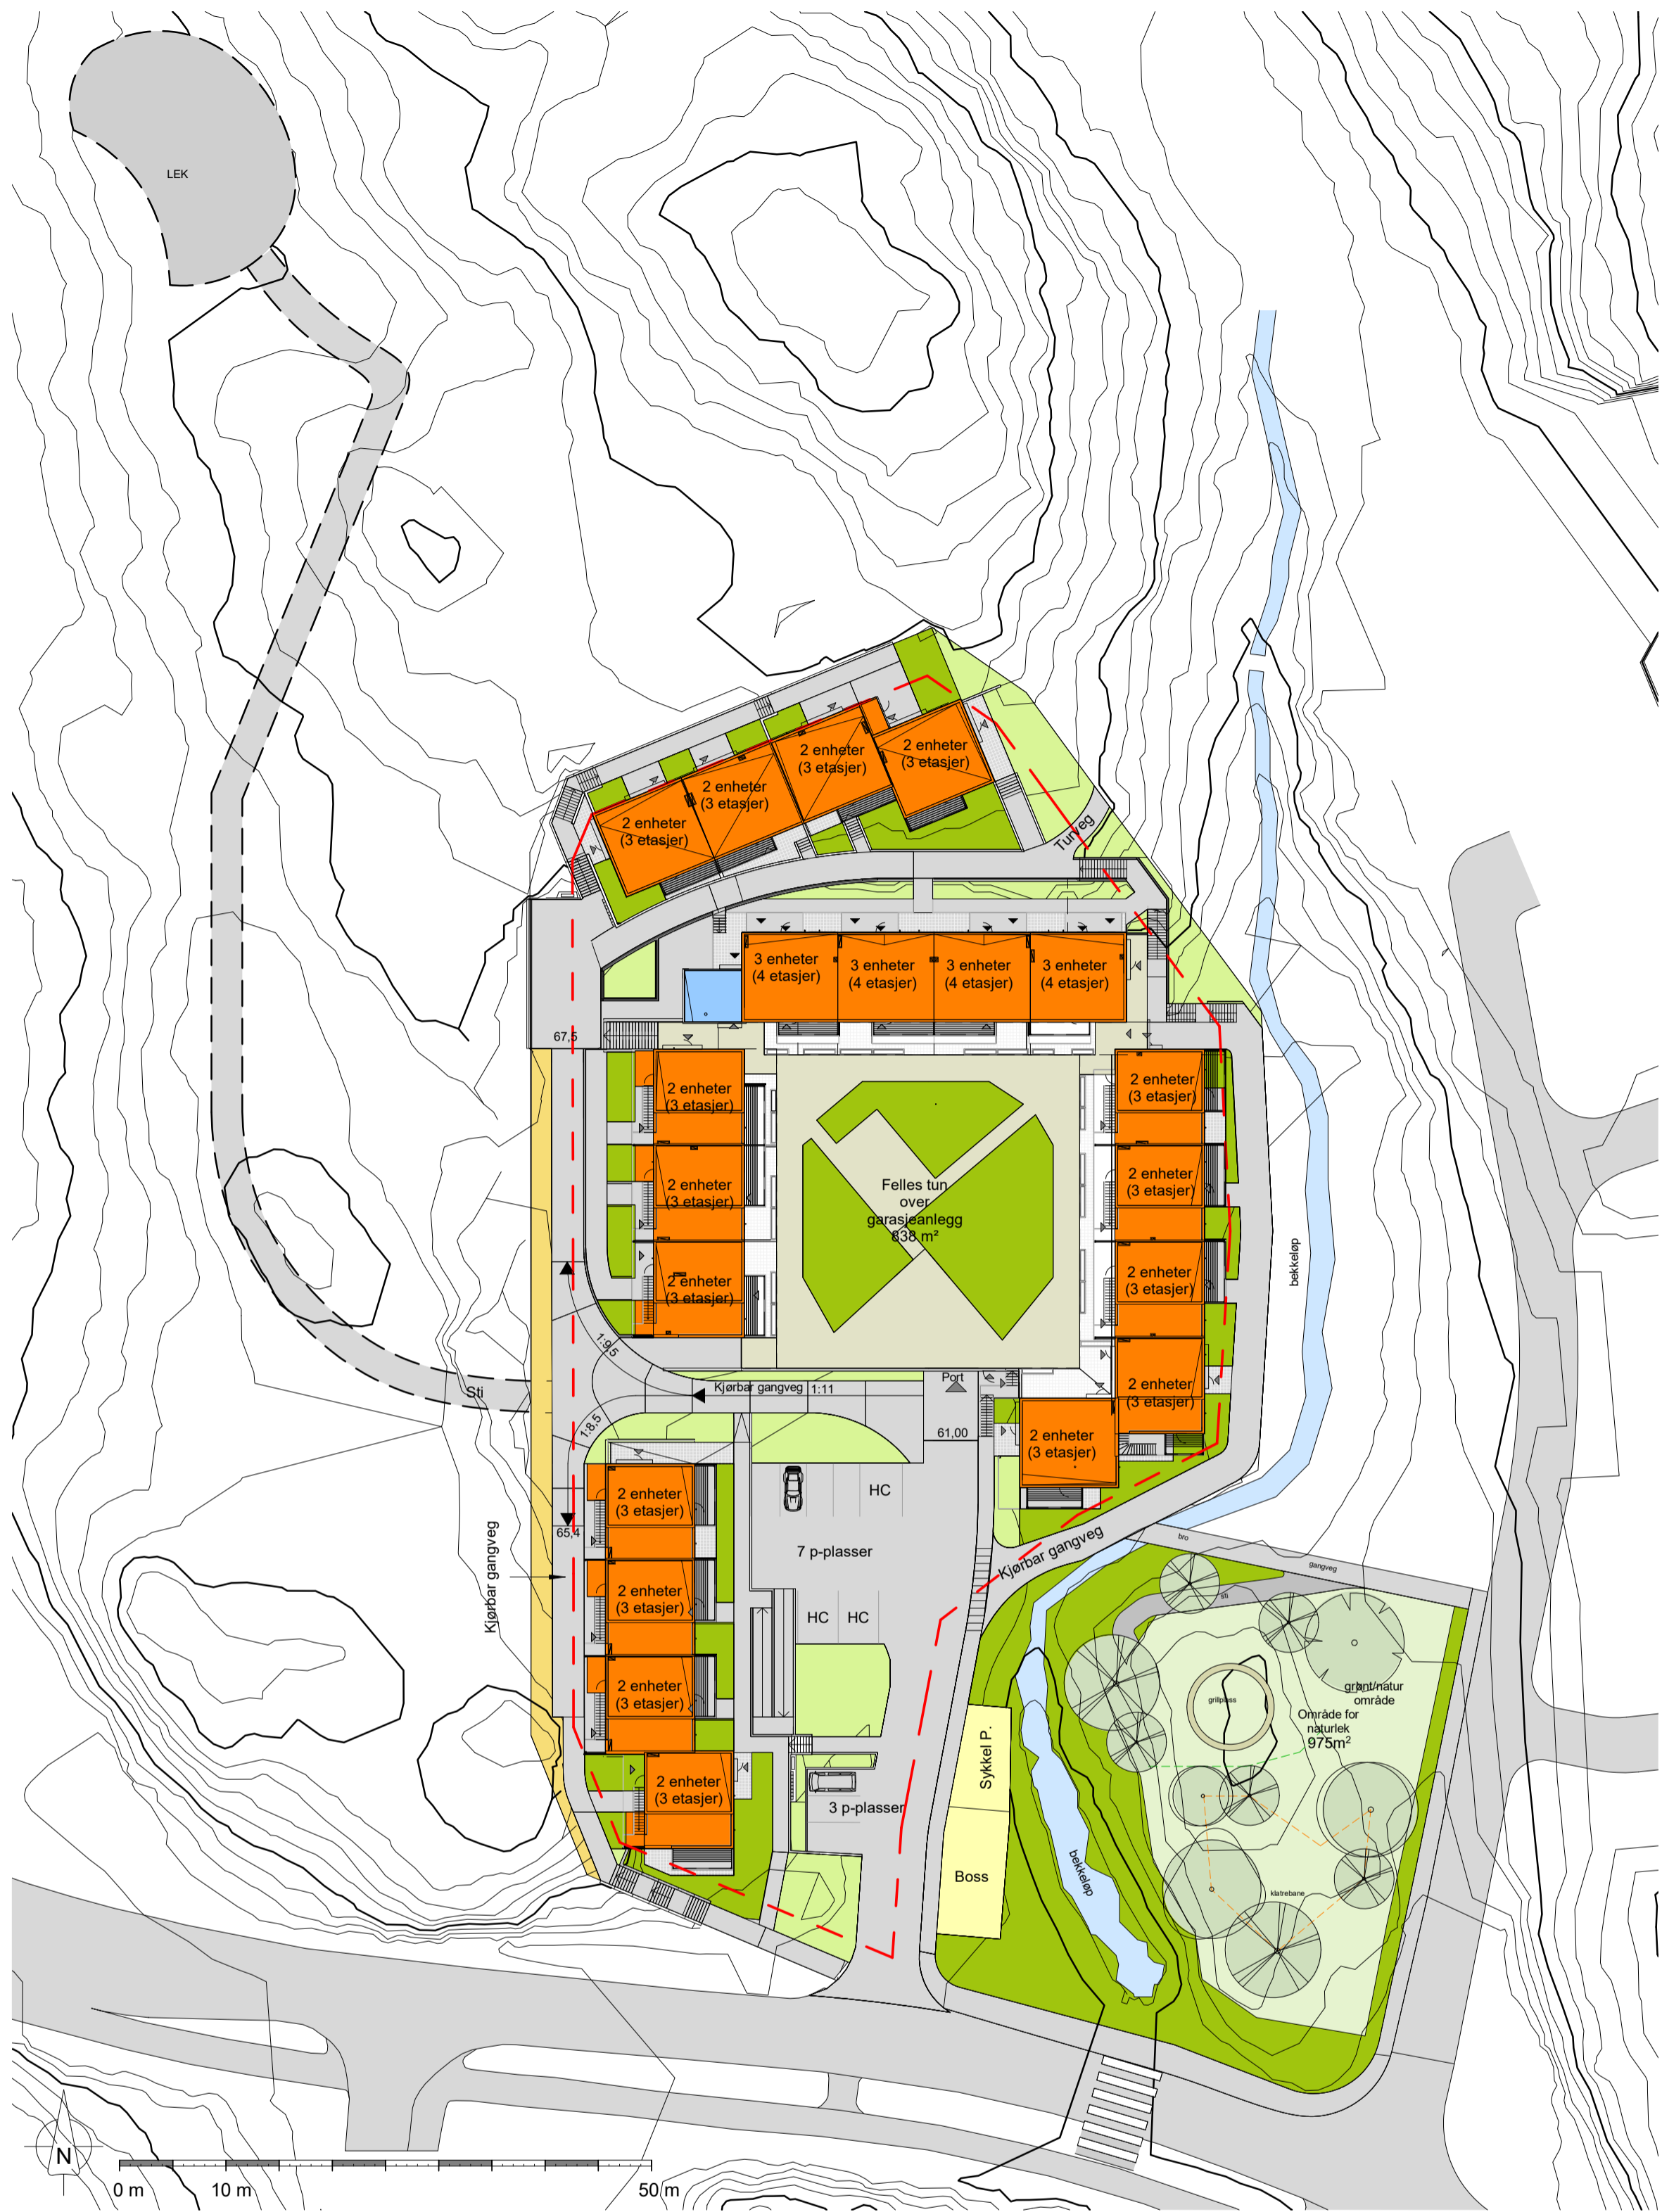 LEK
2 enheter
(3 etasjer)
2 enheter
(3 etasjer)
2 enheter
(3 etasjer)
2 enheter
(3 etasjer)
Turveg
3 enheter
(4 etasjer)
3 enheter
(4 etasjer)
3 enheter
(4 etasjer)
3 enheter
(4 etasjer)
67,5
2 enheter
(3 etasjer)
2 enheter
(3 etasjer)
2 enheter
(3 etasjer)
2 enheter
(3 etasjer)
Felles tun
over
garasjeanlegg
838 m²
bekkeløp
2 enheter
(3 etasjer)
2 enheter
(3 etasjer)
1:9,5
Sti
Kjørbar gangveg 1:11
Port
2 enheter
(3 etasjer)
1:8,5
61,00
2 enheter
(3 etasjer)
2 enheter
(3 etasjer)
HC
65,4
Kjørbar gangveg
7 p-plasser
Kjørbar gangveg
bro
gangveg
2 enheter
(3 etasjer)
HC
HC
sti
2 enheter
(3 etasjer)
grillplass
grønt/natur
område
Område for
naturlek
975m²
Sykkel P.
2 enheter
(3 etasjer)
3 p-plasser
Boss
bekkeløp
klatrebane
N
0 m
10 m
50 m